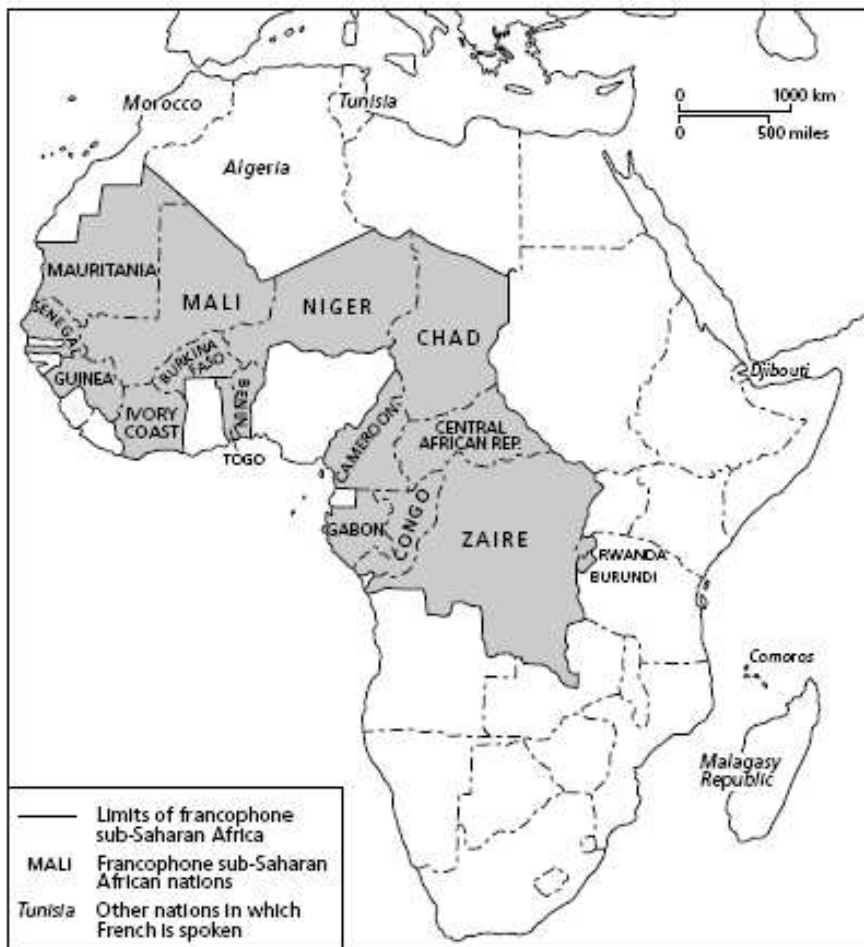 Morocco
Tunisia
0 1000 km
0 500 miles
Algeria
MAURITANIA
MALI
NIGER
CHAD
SENEGAL
BURKINA
FASO
GUINEA
BENIN
IVORY
COAST
TOGO
CAMEROON
CENTRAL
AFRICAN REP.
Djibouti
GABON
CONGO
ZAIRE
RWANDA
BURUNDI
Comoros
Malagasy
Republic
Limits of francophone
sub-Saharan Africa
MALI Francophone sub-Saharan
African nations
Tunisia Other nations in which
French is spoken